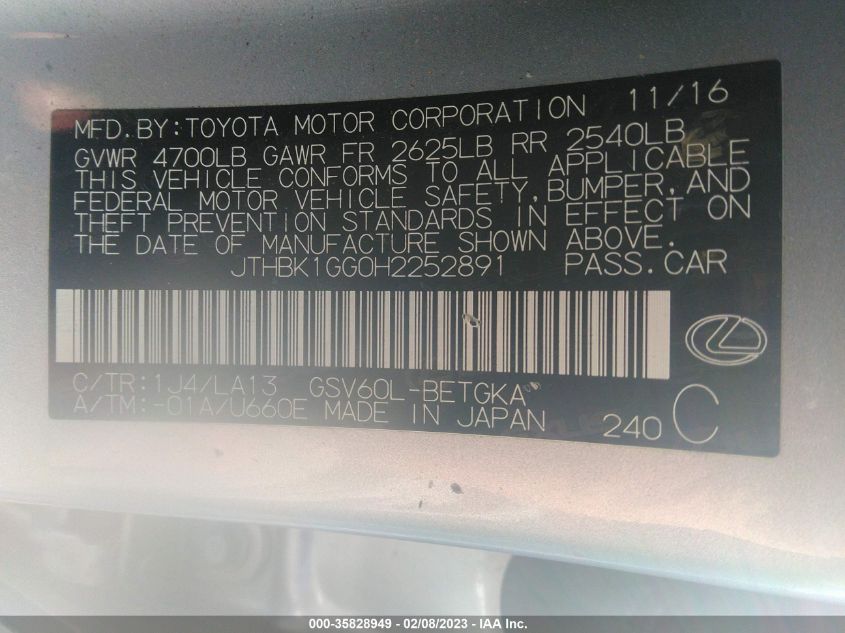 MFD.BY:TOYOTA MOTOR CORPORATION 11/16
GVWR 4700LB GAWR FR 2625LB RR 2540LB
THIS VEHICLE CONFORMS TO ALL APPLICABLE
FEDERAL MOTOR VEHICLE SAFETY,BUMPER,AND
THEFT PREVENTION STANDARDS IN EFFECT ON
THE DATE OF MANUFACTURE SHOWN ABOVE.
JTHBK1GG0H2252891 PASS.CAR
C/TR:1J4/LA13 GSV60L-BETGKA
A/TM:-01A/U660E MADE IN JAPAN 240 C
000-35828949 - 02/08/2023 - IAA Inc.